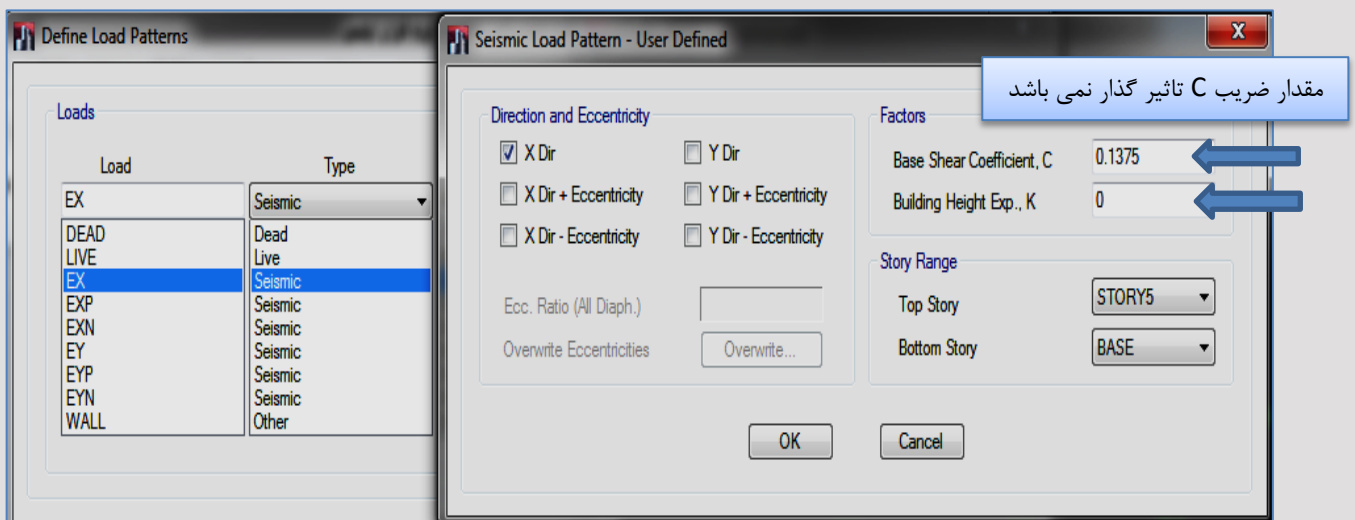 Define Load Patterns
Loads
Load Type
EX Seismic
DEAD Dead
LIVE Live
EX Seismic
EXP Seismic
EXN Seismic
EY Seismic
EYP Seismic
EYN Seismic
WALL Other
Seismic Load Pattern - User Defined
X
مقدار ضریب C تاثیر گذار نمی باشد
Direction and Eccentricity
X Dir Y Dir
X Dir + Eccentricity Y Dir + Eccentricity
X Dir - Eccentricity Y Dir - Eccentricity
Ecc. Ratio (All Diaph.)
Overwrite Eccentricities Overwrite...
Factors
Base Shear Coefficient, C 0.1375
Building Height Exp., K 0
Story Range
Top Story STORY5
Bottom Story BASE
OK Cancel